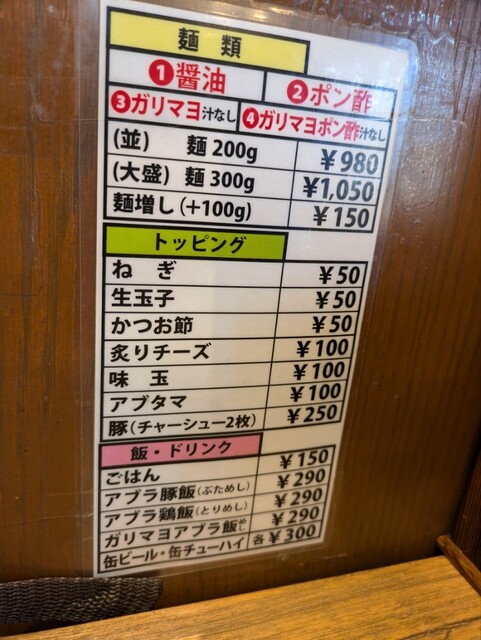 麺 類
❶醤油 ❷ポン酢
❸ガリマヨ汁なし ❹ガリマヨポン酢汁なし
(並) 麺 200g ¥980
(大盛) 麺 300g ¥1,050
麺増し(+100g) ¥150
トッピング
ね ぎ ¥50
生玉子 ¥50
かつお節 ¥50
炙りチーズ ¥100
味 玉 ¥100
アブタマ ¥100
豚(チャーシュー2枚) ¥250
飯・ドリンク
ごはん ¥150
アブラ豚飯(ぶためし) ¥290
アブラ鶏飯(とりめし) ¥290
ガリマヨアブラ飯めし ¥290
缶ビール・缶チューハイ 各¥300